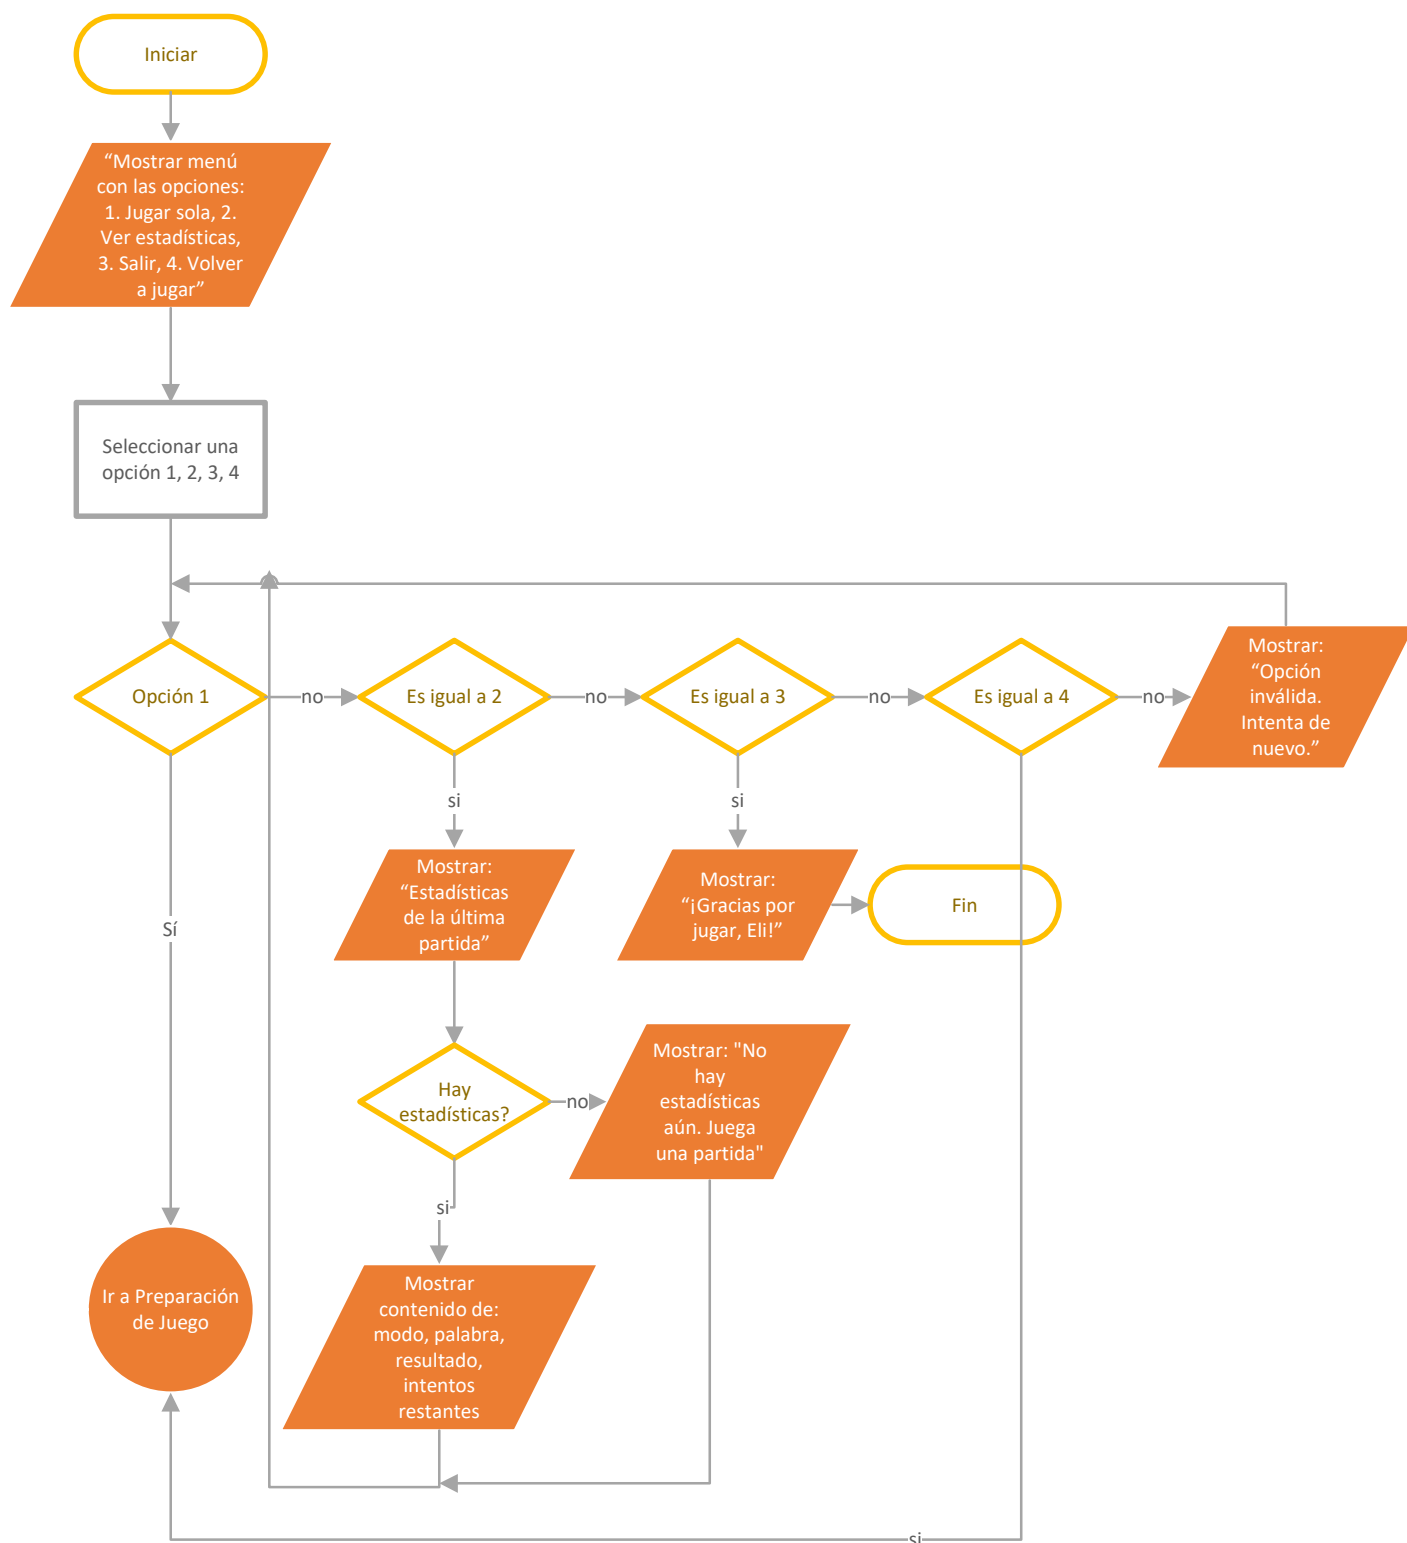 Iniciar
“Mostrar menú
con las opciones:
1. Jugar sola, 2.
Ver estadísticas,
3. Salir, 4. Volver
a jugar”
Seleccionar una
opción 1, 2, 3, 4
Opción 1
no
Es igual a 2
no
Es igual a 3
no
Es igual a 4
no
Mostrar:
“Opción
inválida.
Intenta de
nuevo.”
si
si
Sí
Mostrar:
“Estadísticas
de la última
partida”
Mostrar:
“¡Gracias por
jugar, Eli!”
Fin
Hay
estadísticas?
no
Mostrar: "No
hay
estadísticas
aún. Juega
una partida"
si
Ir a Preparación
de Juego
Mostrar
contenido de:
modo, palabra,
resultado,
intentos
restantes
si